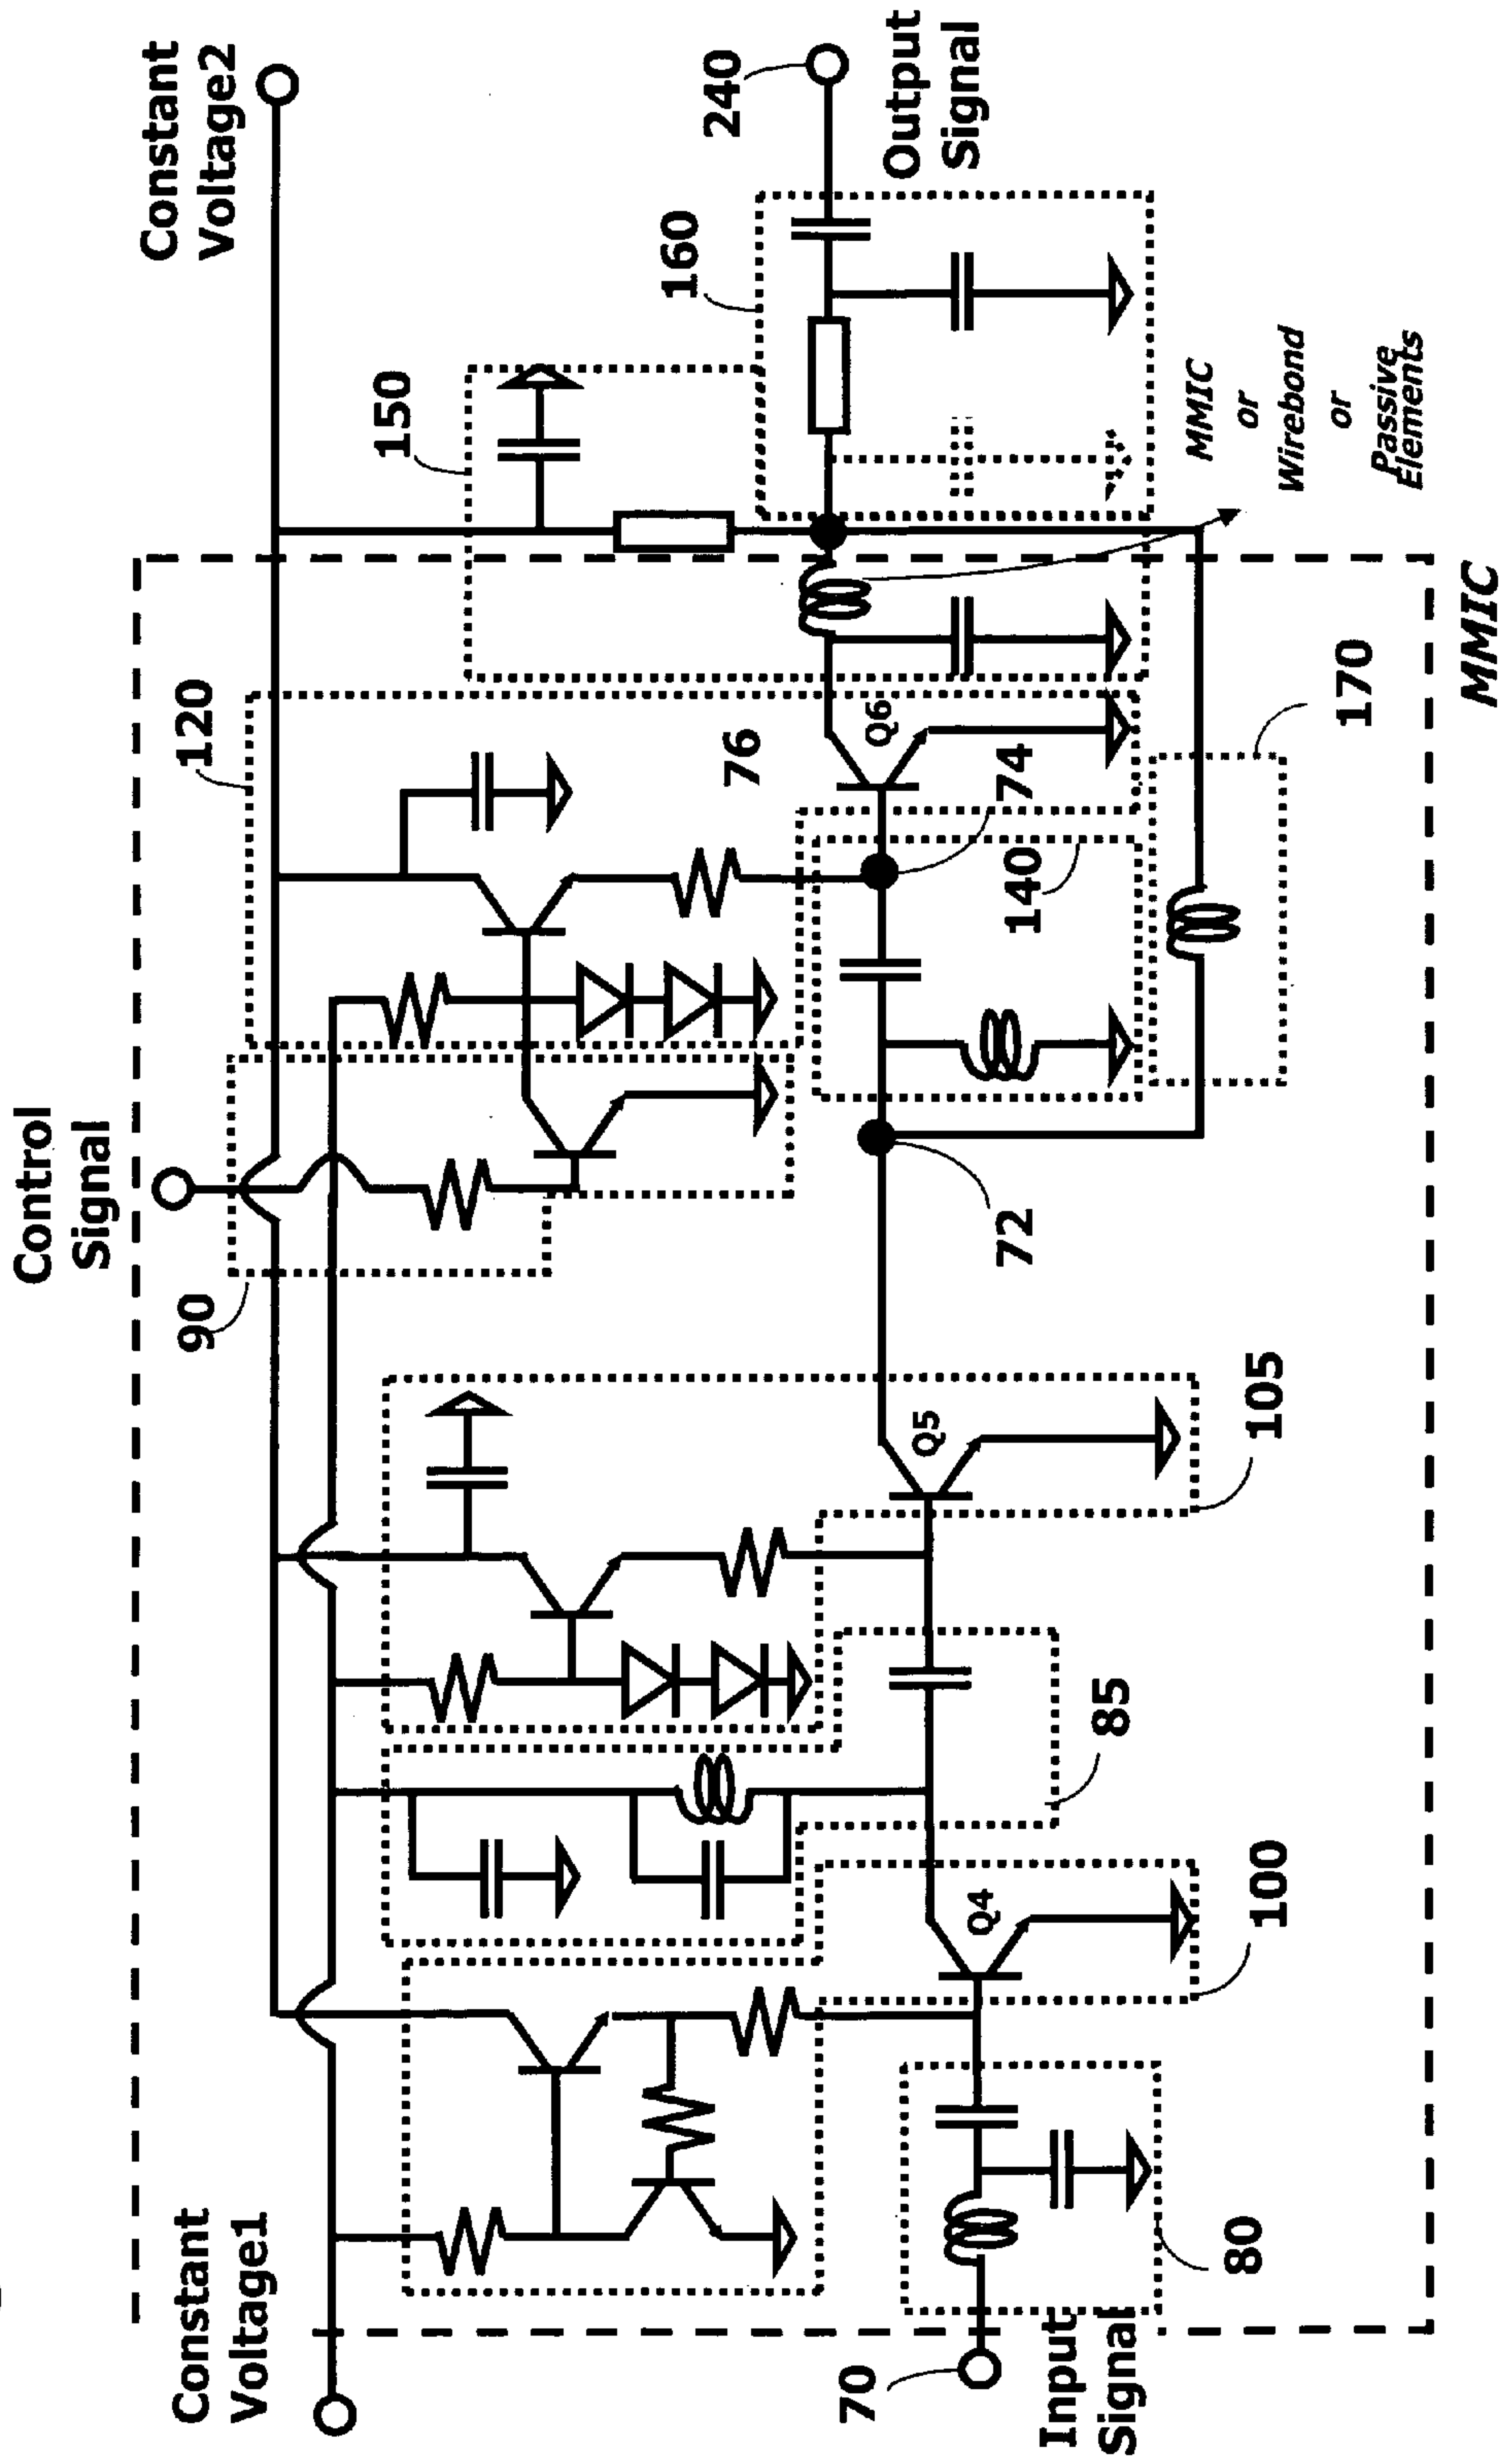 Constant
Voltage1
Control
Signal
Constant
Voltage2
90
120
150
160
240
Output
Signal
76
Q6
74
140
72
170
Q5
105
85
Q4
100
80
70
Input
Signal
MMIC
or
Wirebond
or
Passive
Elements
MMIC